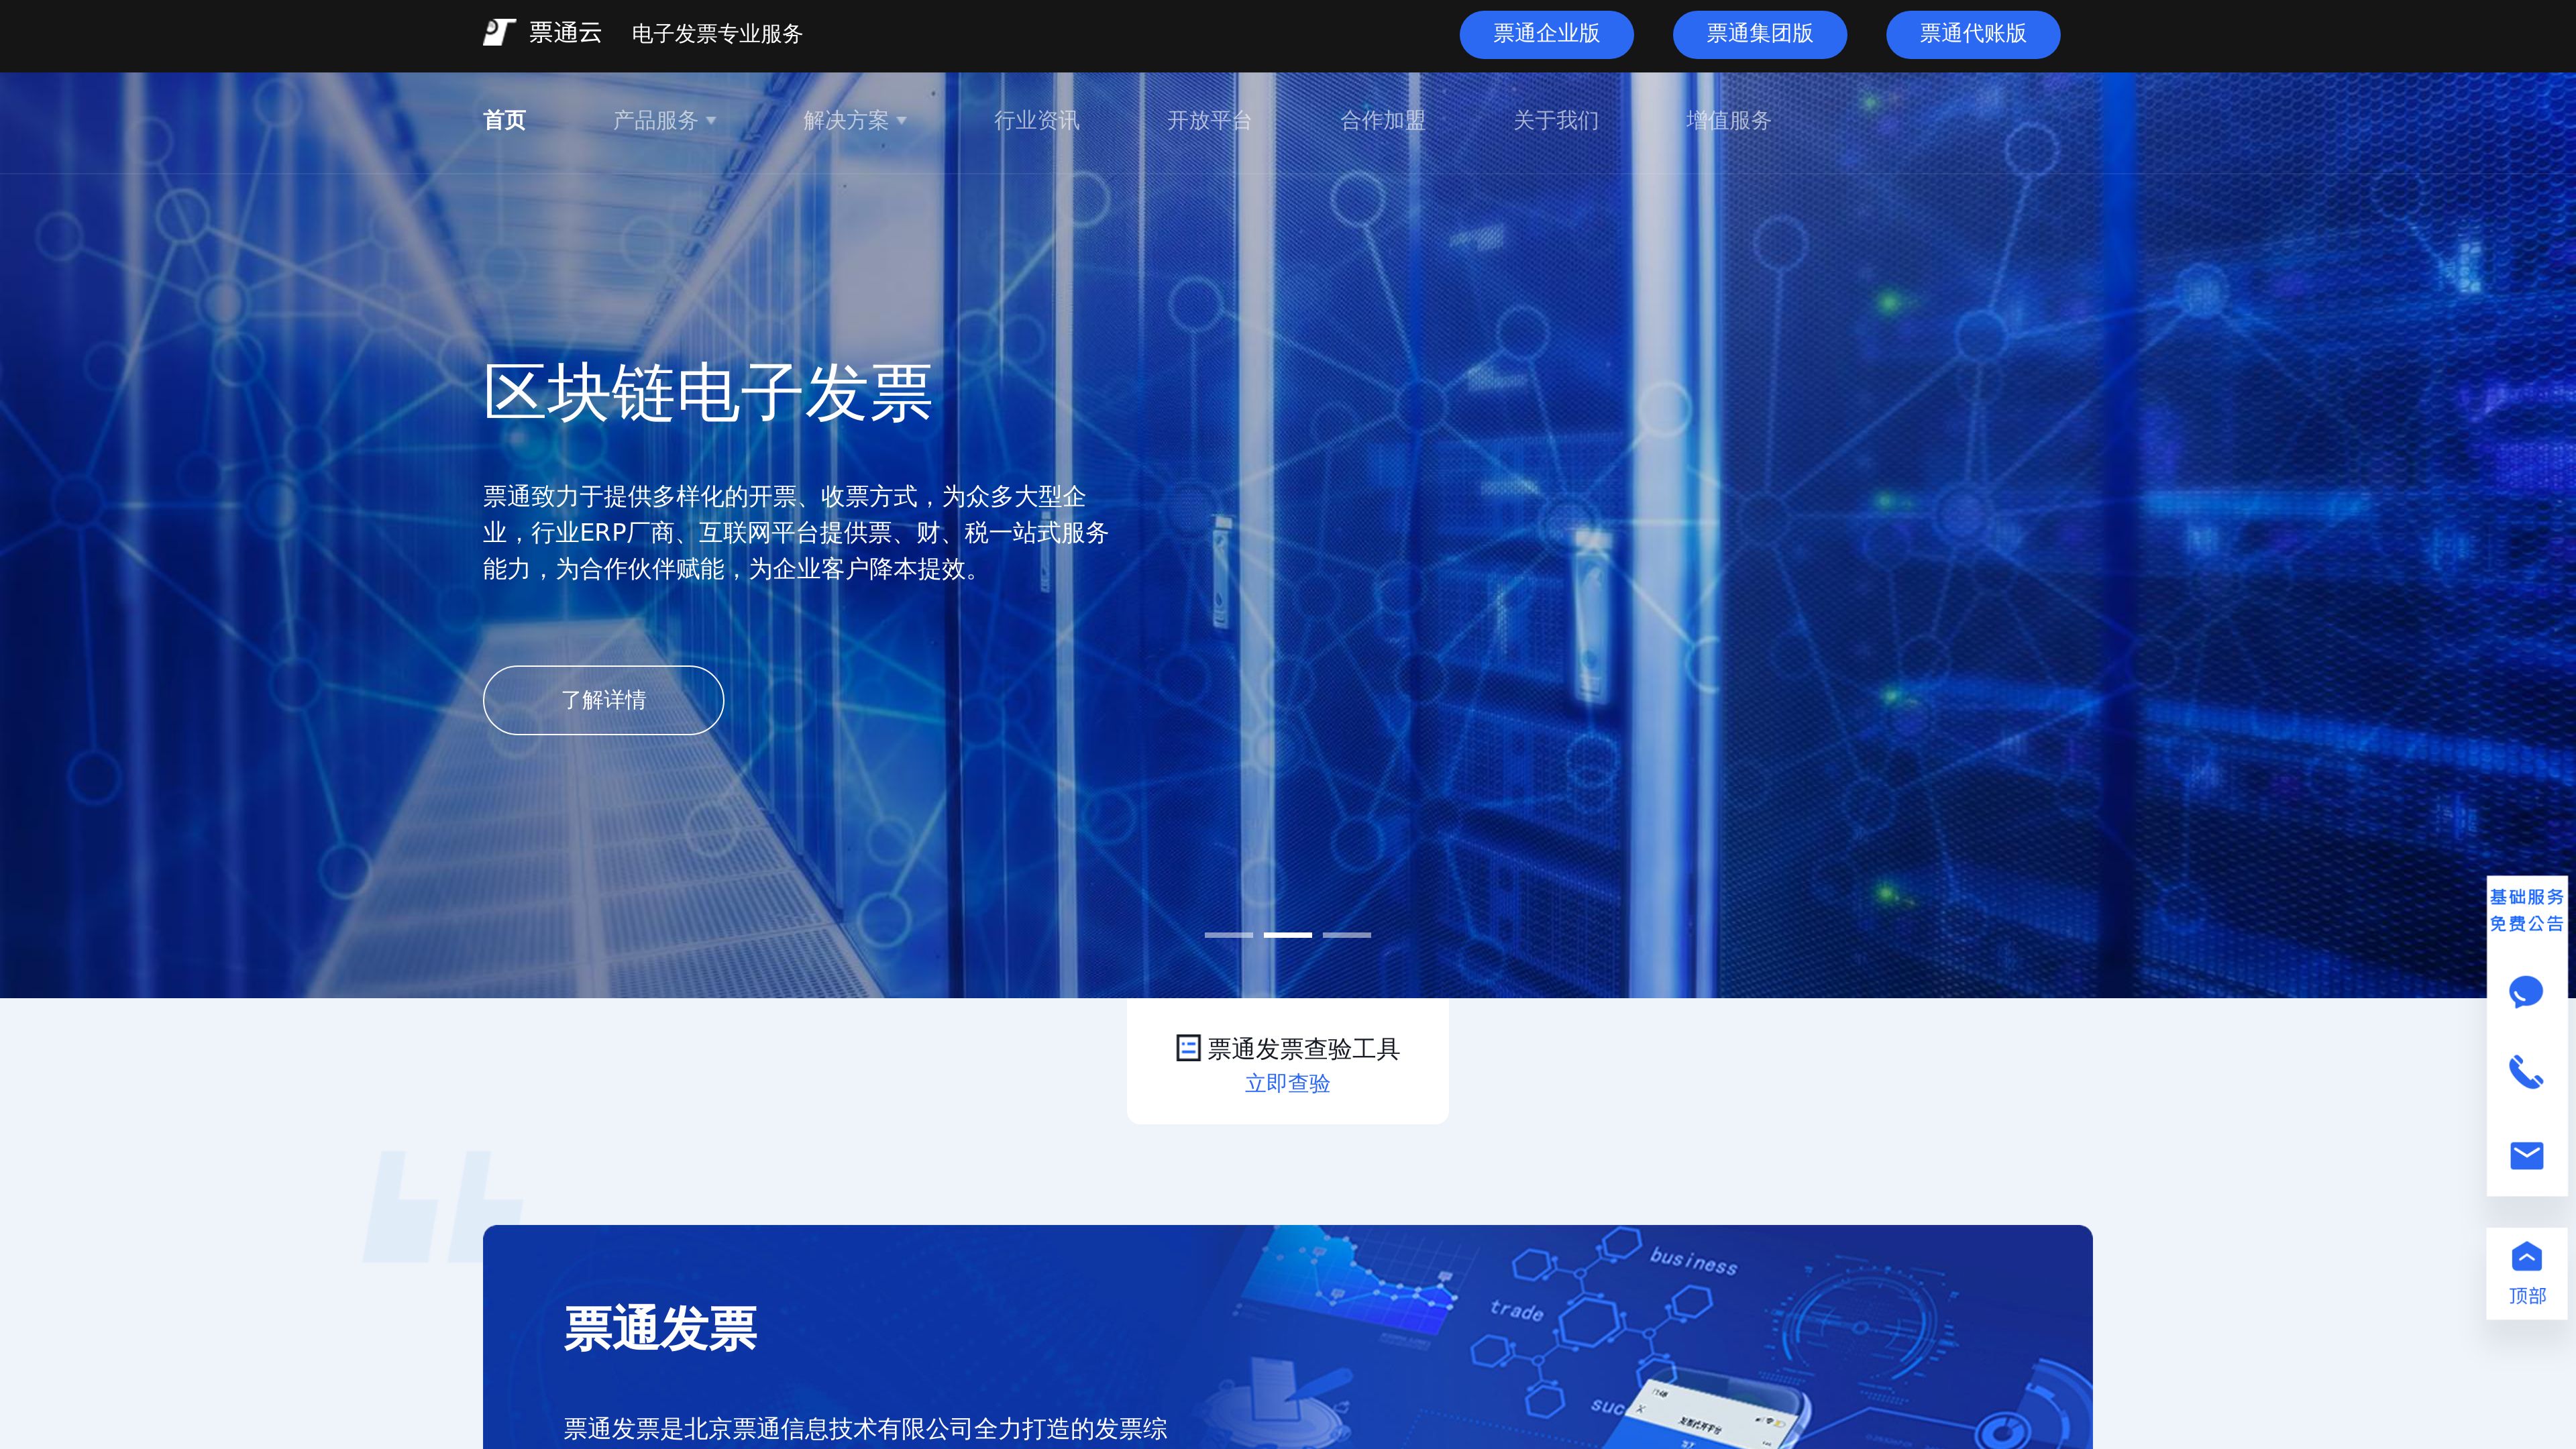 票通云 电子发票专业服务 票通企业版 票通集团版 票通代账版
首页 产品服务 解决方案 行业资讯 开放平台 合作加盟 关于我们 增值服务
区块链电子发票
票通致力于提供多样化的开票、收票方式，为众多大型企
业，行业ERP厂商、互联网平台提供票、财、税一站式服务
能力，为合作伙伴赋能，为企业客户降本提效。
了解详情
基础服务
免费公告
票通发票查验工具
立即查验
顶部
business
trade
suc
票通发票
票通发票是北京票通信息技术有限公司全力打造的发票综